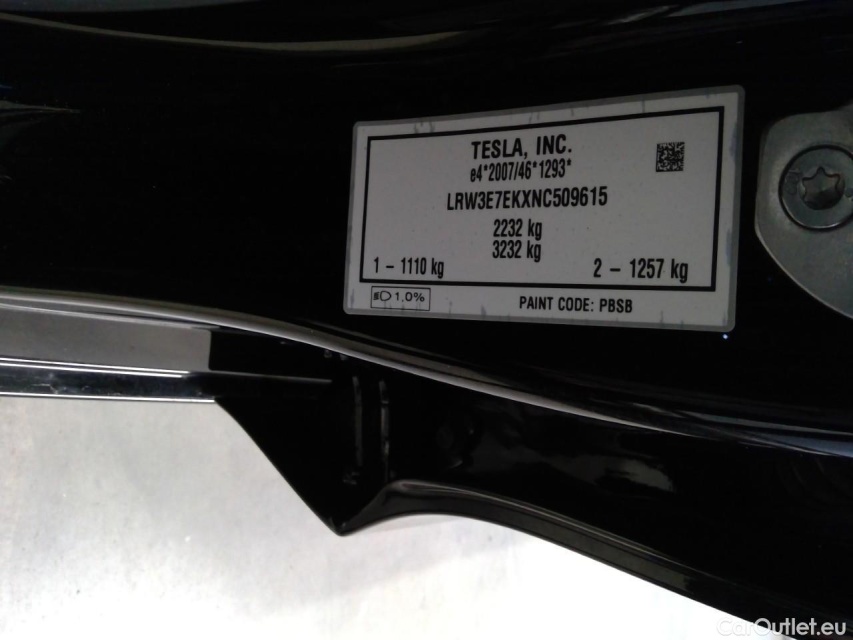 TESLA, INC.
e4*2007/46*1293*
LRW3E7EKXNC509615
2232 kg
3232 kg
1 - 1110 kg 2 - 1257 kg
1.0%
PAINT CODE: PBSB
CarOutlet.eu